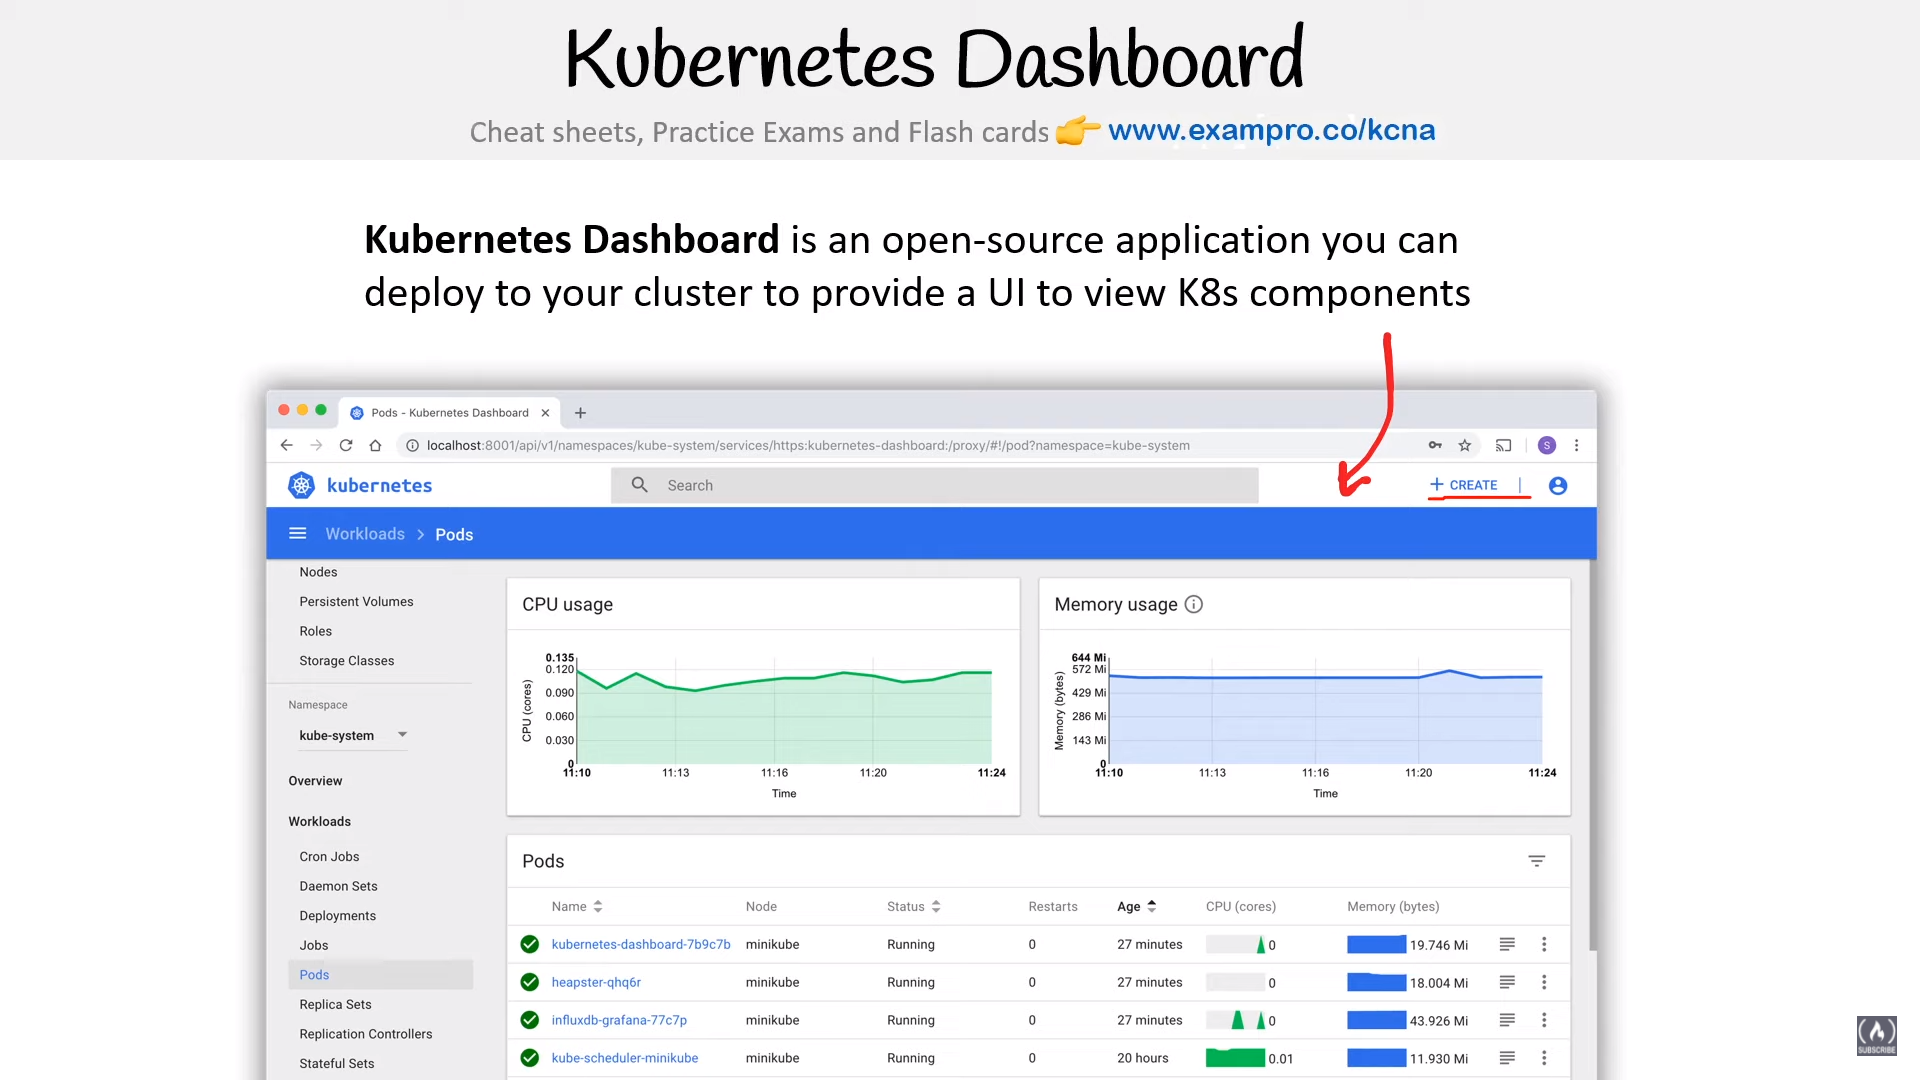 Kubernetes Dashboard
Cheat sheets, Practice Exams and Flash cards 👉 www.exampro.co/kcna
Kubernetes Dashboard is an open-source application you can
deploy to your cluster to provide a UI to view K8s components
Pods - Kubernetes Dashboard
localhost:8001/api/v1/namespaces/kube-system/services/https:kubernetes-dashboard:/proxy/#!/pod?namespace=kube-system
S
kubernetes
Search
+ CREATE |
Workloads > Pods
Nodes
Persistent Volumes
Roles
Storage Classes
Namespace
kube-system
Overview
Workloads
Cron Jobs
Daemon Sets
Deployments
Jobs
Pods
Replica Sets
Replication Controllers
Stateful Sets
CPU usage
CPU (cores)
0.135
0.120
0.090
0.060
0.030
0
11:10 11:13 11:16 11:20 11:24
Time
Memory usage
Memory (bytes)
644 Mi
572 Mi
429 Mi
286 Mi
143 Mi
0
11:10 11:13 11:16 11:20 11:24
Time
Pods
Name Node Status Restarts Age CPU (cores) Memory (bytes)
kubernetes-dashboard-7b9c7b minikube Running 0 27 minutes 0 19.746 Mi
heapster-qhq6r minikube Running 0 27 minutes 0 18.004 Mi
influxdb-grafana-77c7p minikube Running 0 27 minutes 0 43.926 Mi
kube-scheduler-minikube minikube Running 0 20 hours 0.01 11.930 Mi
SUBSCRIBE